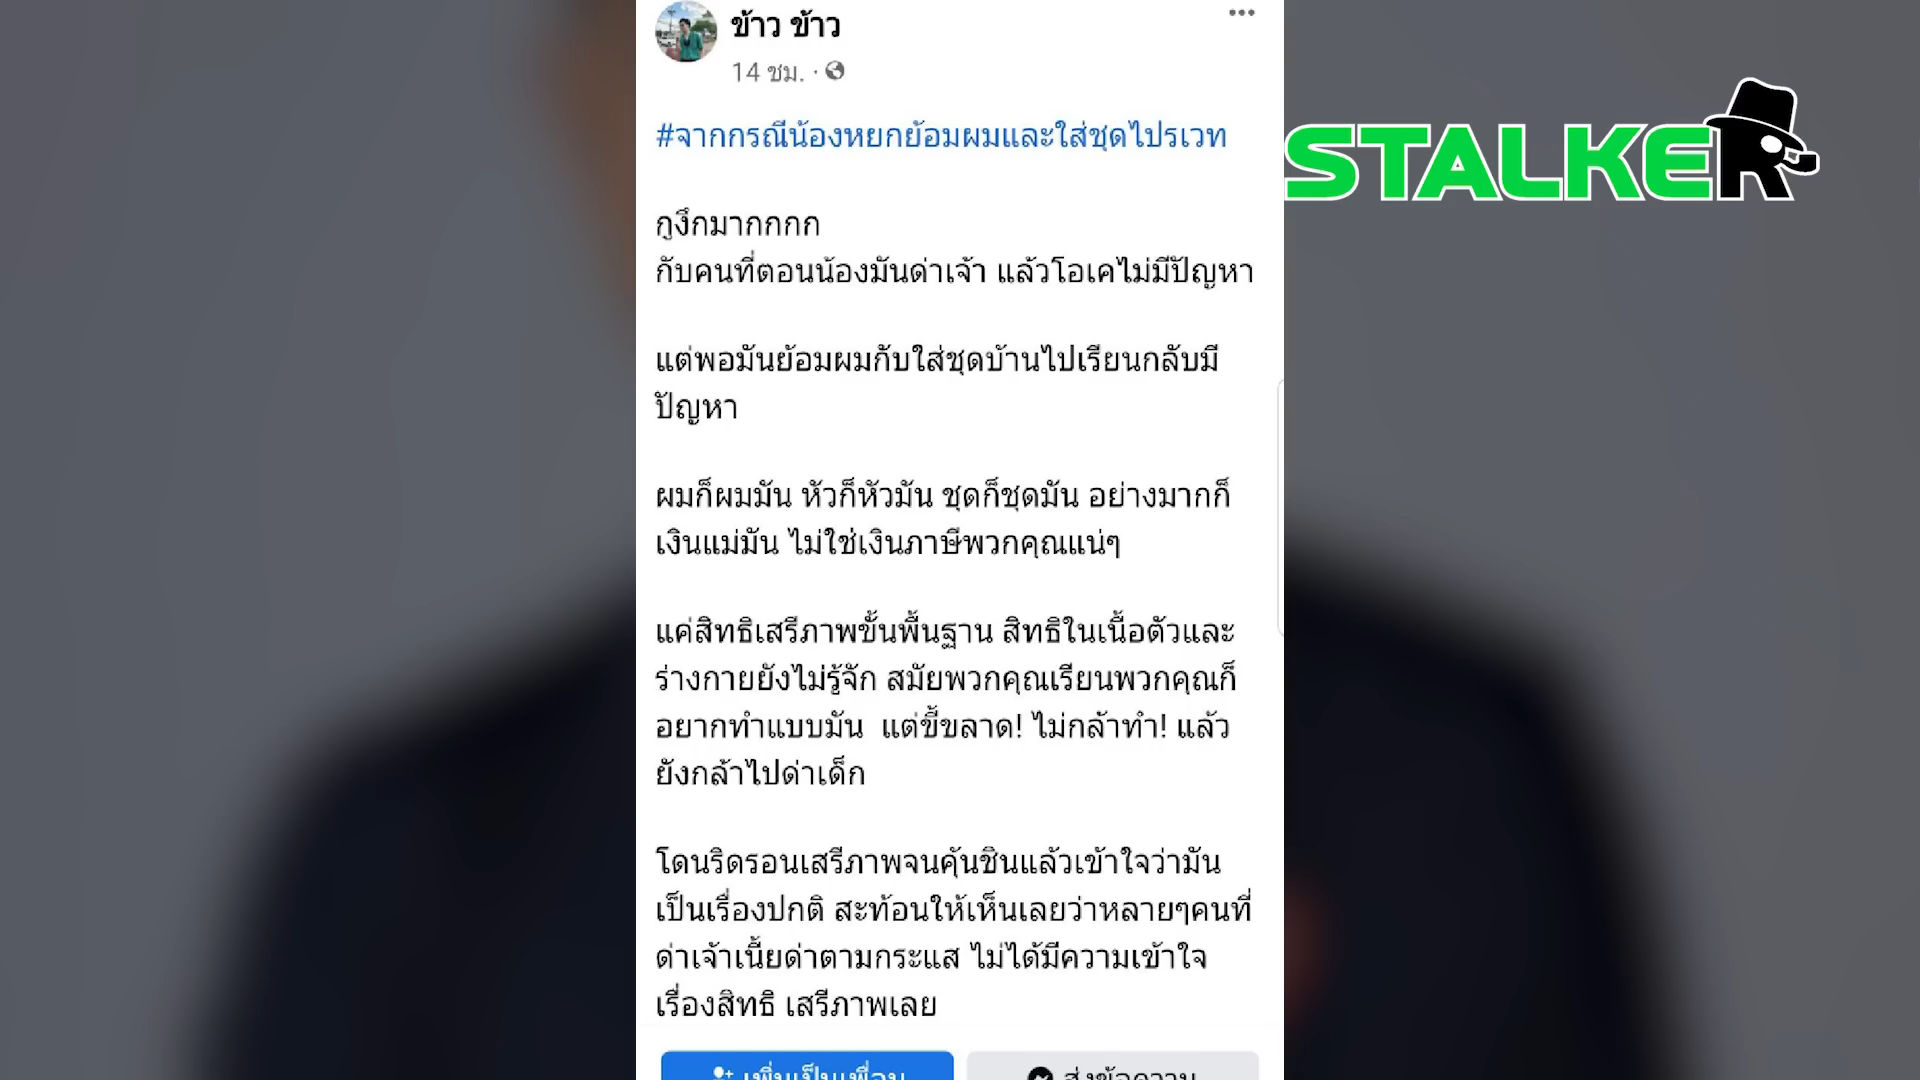 ข้าว ข้าว
14 ชม.
STALKER
#จากกรณีน้องหยกย้อมผมและใส่ชุดไปรเวท
กูงึกมากกกก
กับคนที่ตอนน้องมันด่าเจ้า แล้วโอเคไม่มีปัญหา
แต่พอมันย้อมผมกับใส่ชุดบ้านไปเรียนกลับมี
ปัญหา
ผมก็ผมมัน หัวก็หัวมัน ชุดก็ชุดมัน อย่างมากก็
เงินแม่มัน ไม่ใช่เงินภาษีพวกคุณแน่ๆ
แค่สิทธิเสรีภาพขั้นพื้นฐาน สิทธิในเนื้อตัวและ
ร่างกายยังไม่รู้จัก สมัยพวกคุณเรียนพวกคุณก็
อยากทำแบบมัน แต่ขี้ขลาด! ไม่กล้าทำ! แล้ว
ยังกล้าไปด่าเด็ก
โดนริดรอนเสรีภาพจนคุ้นชินแล้วเข้าใจว่ามัน
เป็นเรื่องปกติ สะท้อนให้เห็นเลยว่าหลายๆคนที่
ด่าเจ้าเนี้ยด่าตามกระแส ไม่ได้มีความเข้าใจ
เรื่องสิทธิ เสรีภาพเลย
เพิ่มเป็นเพื่อน
ส่งข้อความ